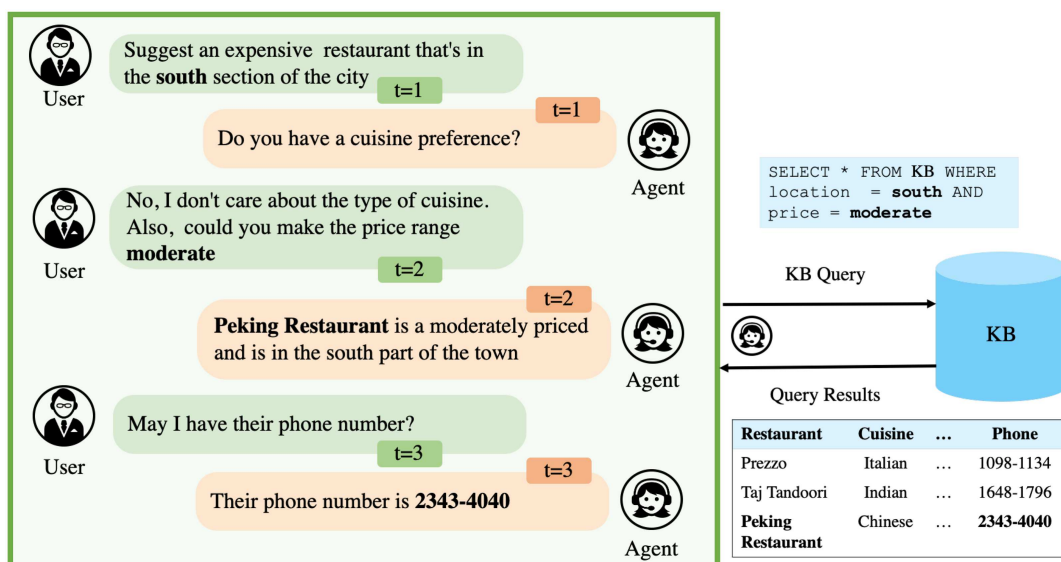 Suggest an expensive restaurant that's in
the south section of the city
t=1
User
t=1
Do you have a cuisine preference?
Agent
No, I don't care about the type of cuisine.
Also, could you make the price range
moderate
t=2
User
t=2
Peking Restaurant is a moderately priced
and is in the south part of the town
Agent
May I have their phone number?
t=3
User
t=3
Their phone number is 2343-4040
Agent
SELECT * FROM KB WHERE
location = south AND
price = moderate
KB Query
KB
Query Results
Restaurant Cuisine ... Phone
Prezzo Italian ... 1098-1134
Taj Tandoori Indian ... 1648-1796
Peking Chinese ... 2343-4040
Restaurant